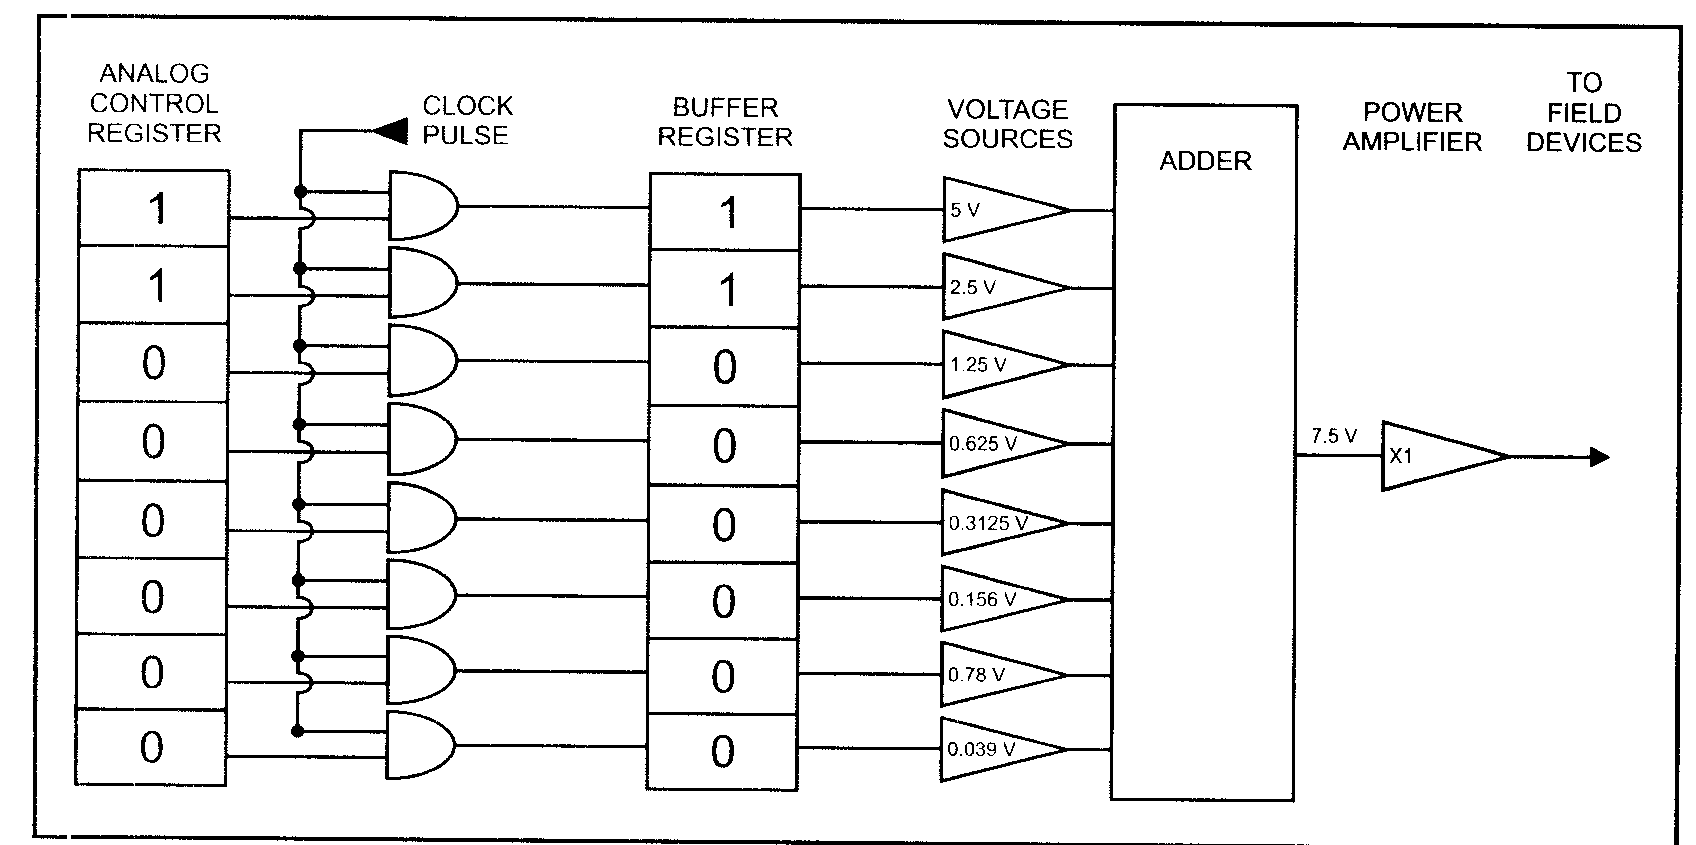 ANALOG
CONTROL
REGISTER
CLOCK
PULSE
BUFFER
REGISTER
VOLTAGE
SOURCES
ADDER
POWER
AMPLIFIER
TO
FIELD
DEVICES
1
1
0
0
0
0
0
0
1
1
0
0
0
0
0
0
5 V
2.5 V
1.25 V
0.625 V
0.3125 V
0.156 V
0.78 V
0.039 V
7.5 V
X1